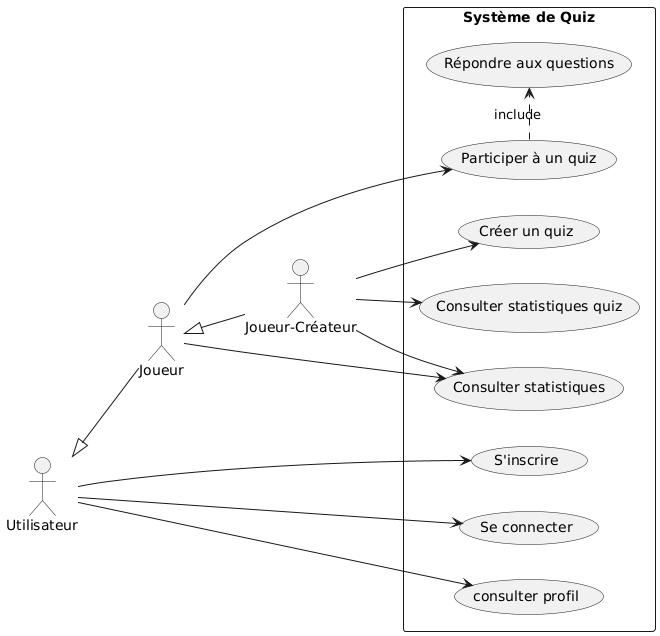 Système de Quiz
Répondre aux questions
include
Participer à un quiz
Créer un quiz
Joueur-Créateur
Consulter statistiques quiz
Joueur
Consulter statistiques
S'inscrire
Utilisateur
Se connecter
consulter profil